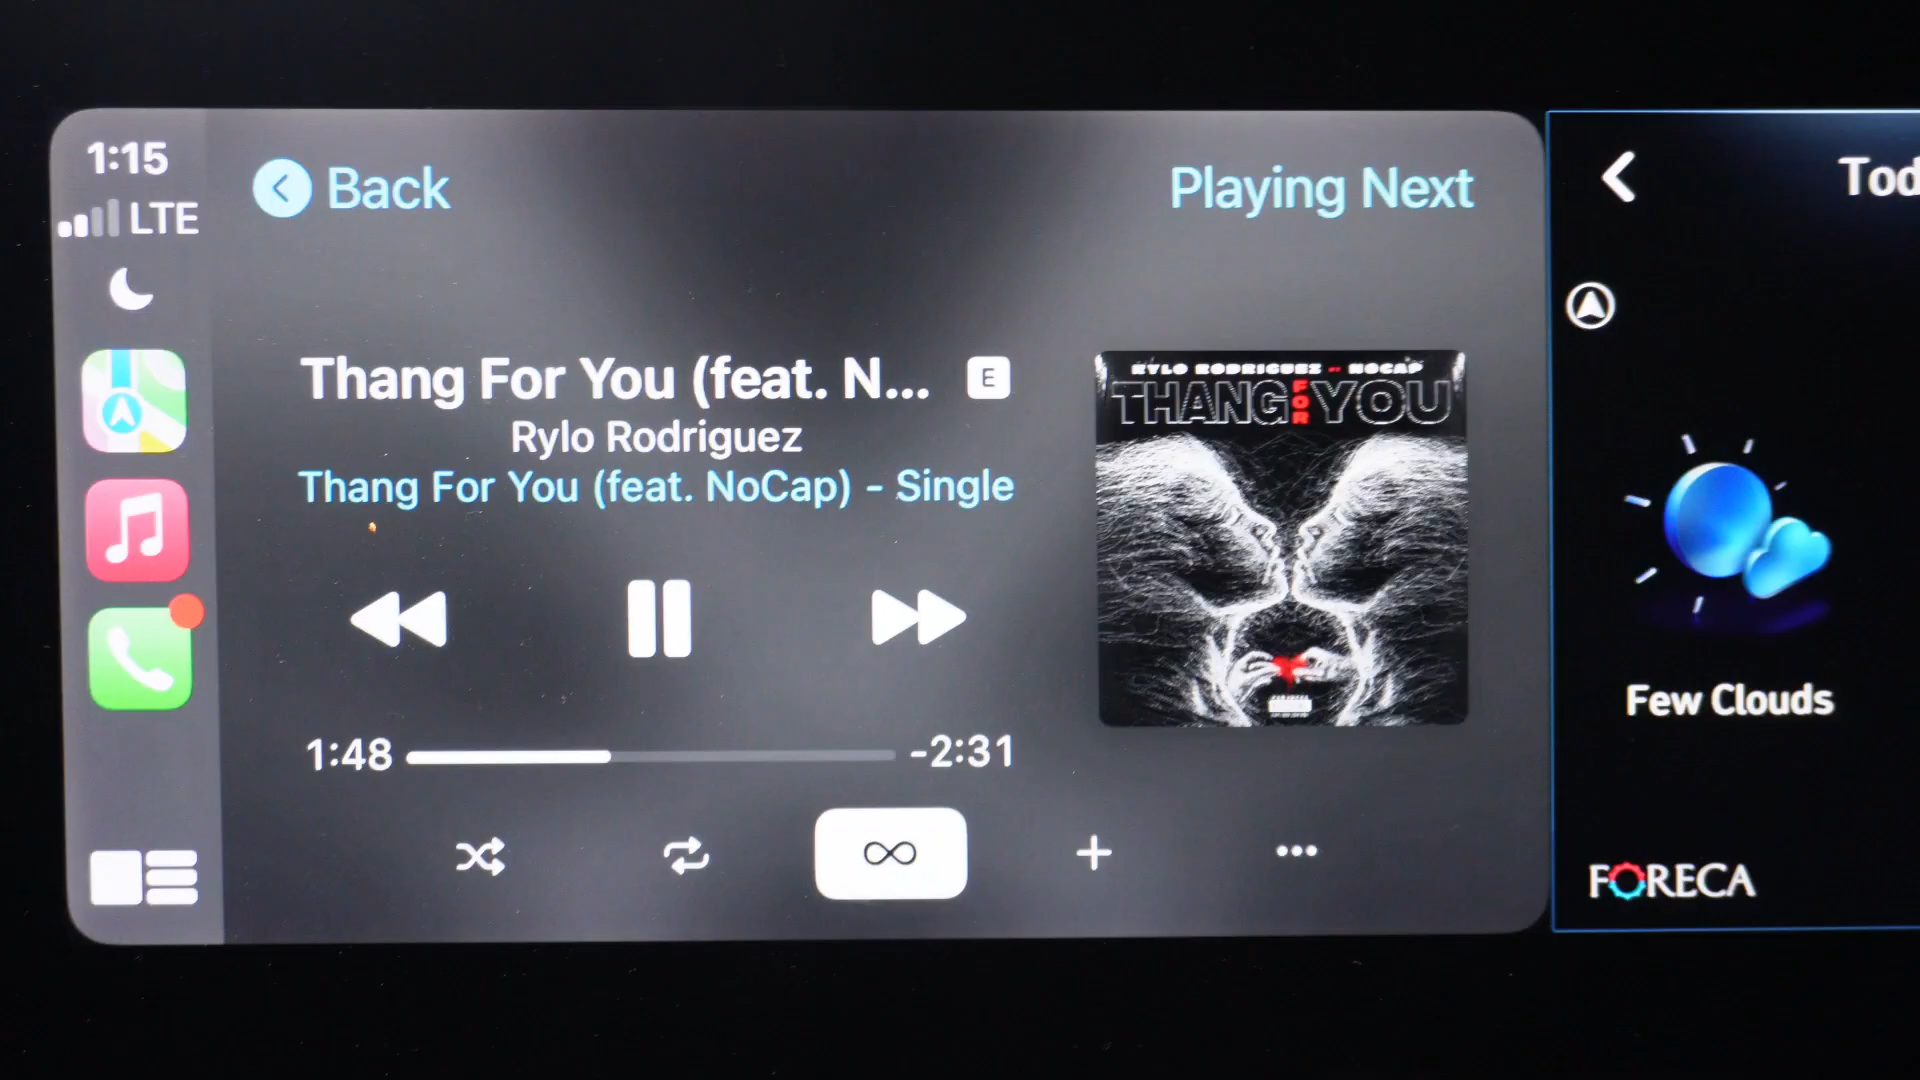 1:15
LTE
Back
Playing Next
Thang For You (feat. N...
E
Rylo Rodriguez
Thang For You (feat. NoCap) - Single
1:48
-2:31
RYLO RODRIGUEZ
NOCAP
THANG FOR YOU
Tod
Few Clouds
FORECA